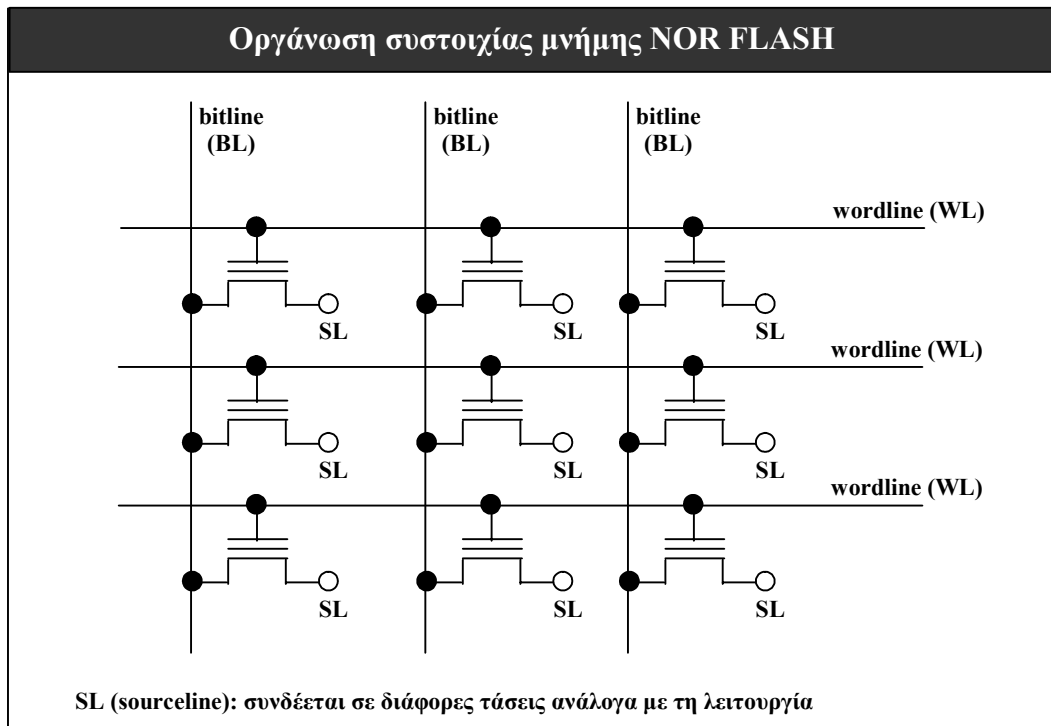 Οργάνωση συστοιχίας μνήμης NOR FLASH
bitline
(BL)
bitline
(BL)
bitline
(BL)
wordline (WL)
SL
SL
SL
wordline (WL)
SL
SL
SL
wordline (WL)
SL
SL
SL
SL (sourceline): συνδέεται σε διάφορες τάσεις ανάλογα με τη λειτουργία